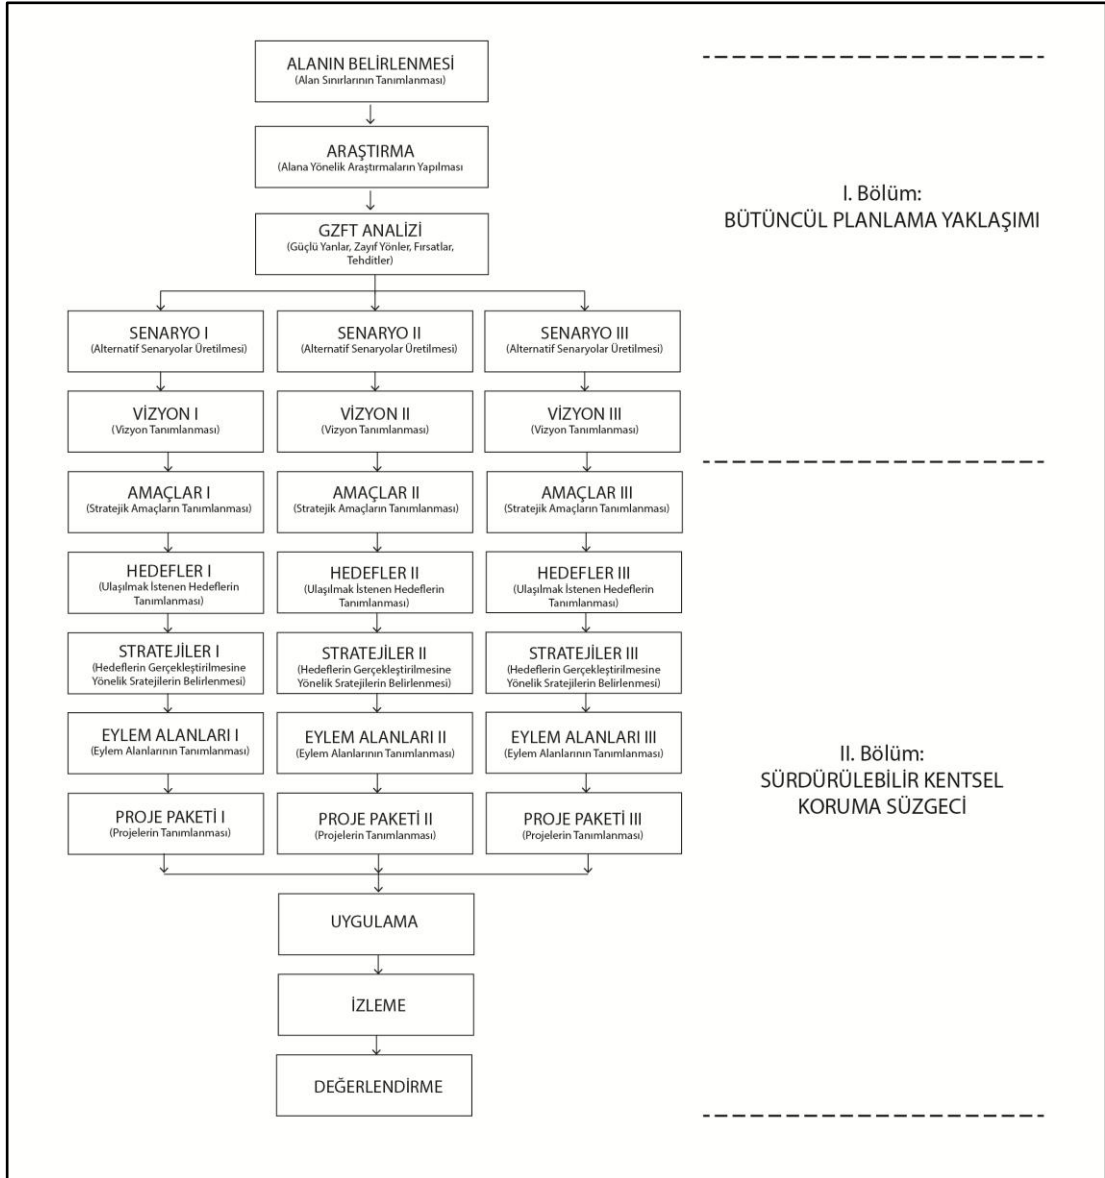 ALANIN BELİRLENMESİ
(Alan Sınırlarının Tanımlanması)
ARAŞTIRMA
(Alana Yönelik Araştırmaların Yapılması
GZFT ANALİZİ
(Güçlü Yanlar, Zayıf Yönler, Fırsatlar,
Tehditler)
I. Bölüm:
BÜTÜNCÜL PLANLAMA YAKLAŞIMI
SENARYO I
(Alternatif Senaryolar Üretilmesi)
SENARYO II
(Alternatif Senaryolar Üretilmesi)
SENARYO III
(Alternatif Senaryolar Üretilmesi)
VİZYON I
(Vizyon Tanımlanması)
VİZYON II
(Vizyon Tanımlanması)
VİZYON III
(Vizyon Tanımlanması)
AMAÇLAR I
(Stratejik Amaçların Tanımlanması)
AMAÇLAR II
(Stratejik Amaçların Tanımlanması)
AMAÇLAR III
(Stratejik Amaçların Tanımlanması)
HEDEFLER I
(Ulaşılmak İstenen Hedeflerin
Tanımlanması)
HEDEFLER II
(Ulaşılmak İstenen Hedeflerin
Tanımlanması)
HEDEFLER III
(Ulaşılmak İstenen Hedeflerin
Tanımlanması)
STRATEJİLER I
(Hedeflerin Gerçekleştirilmesine
Yönelik Sratejilerin Belirlenmesi)
STRATEJİLER II
(Hedeflerin Gerçekleştirilmesine
Yönelik Sratejilerin Belirlenmesi)
STRATEJİLER III
(Hedeflerin Gerçekleştirilmesine
Yönelik Sratejilerin Belirlenmesi)
EYLEM ALANLARI I
(Eylem Alanlarının Tanımlanması)
EYLEM ALANLARI II
(Eylem Alanlarının Tanımlanması)
EYLEM ALANLARI III
(Eylem Alanlarının Tanımlanması)
PROJE PAKETİ I
(Projelerin Tanımlanması)
PROJE PAKETİ II
(Projelerin Tanımlanması)
PROJE PAKETİ III
(Projelerin Tanımlanması)
II. Bölüm:
SÜRDÜRÜLEBİLİR KENTSEL
KORUMA SÜZGECİ
UYGULAMA
İZLEME
DEĞERLENDİRME